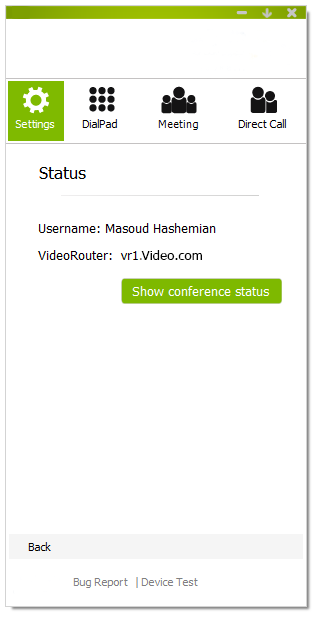 Settings DialPad Meeting Direct Call
Status
Username: Masoud Hashemian
VideoRouter: vr1.Video.com
Show conference status
Back
Bug Report | Device Test